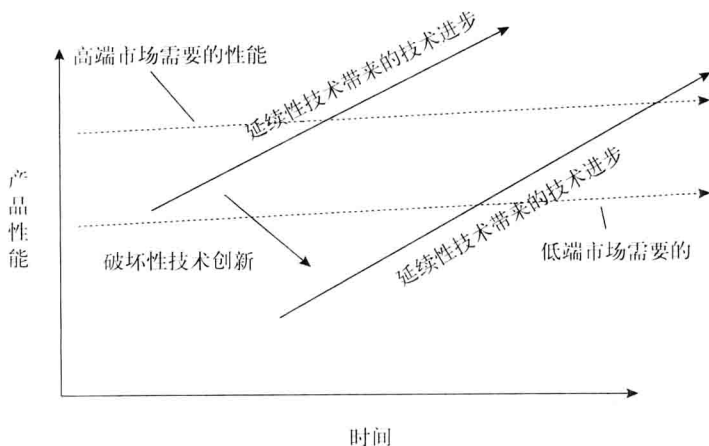 高端市场需要的性能
延续性技术带来的技术进步
产品性能
延续性技术带来的技术进步
破坏性技术创新
低端市场需要的
时间